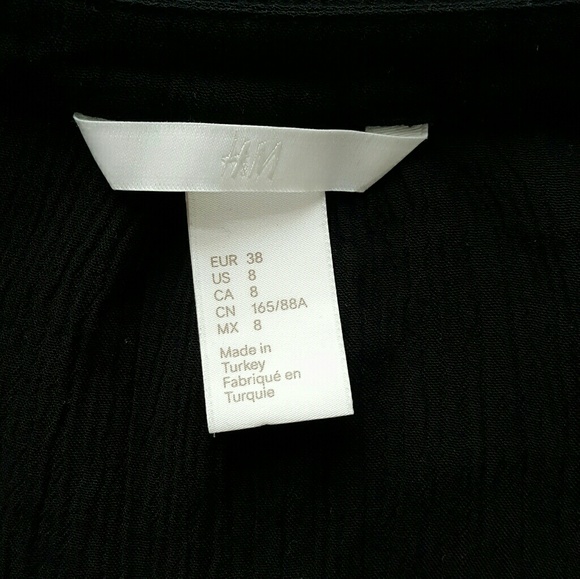 H&M
EUR 38
US 8
CA 8
CN 165/88A
MX 8
Made in
Turkey
Fabriqué en
Turquie